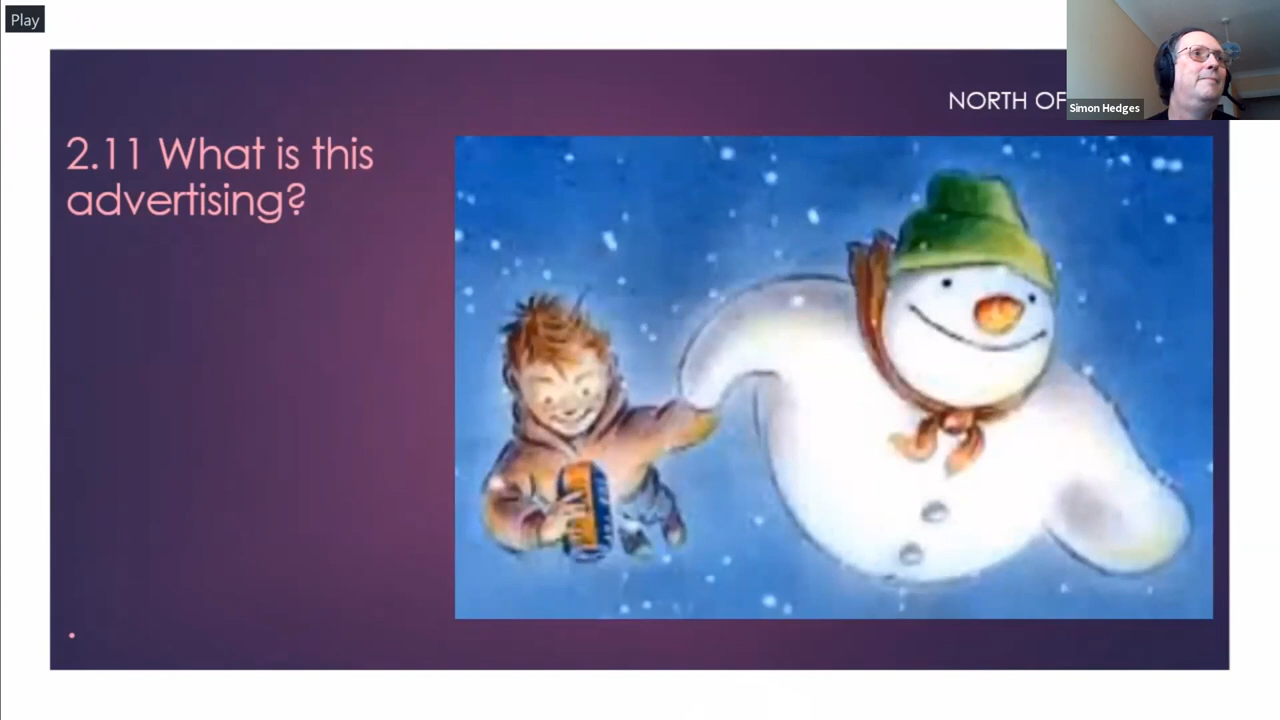 Play
NORTH OF
Simon Hedges
2.11 What is this
advertising?